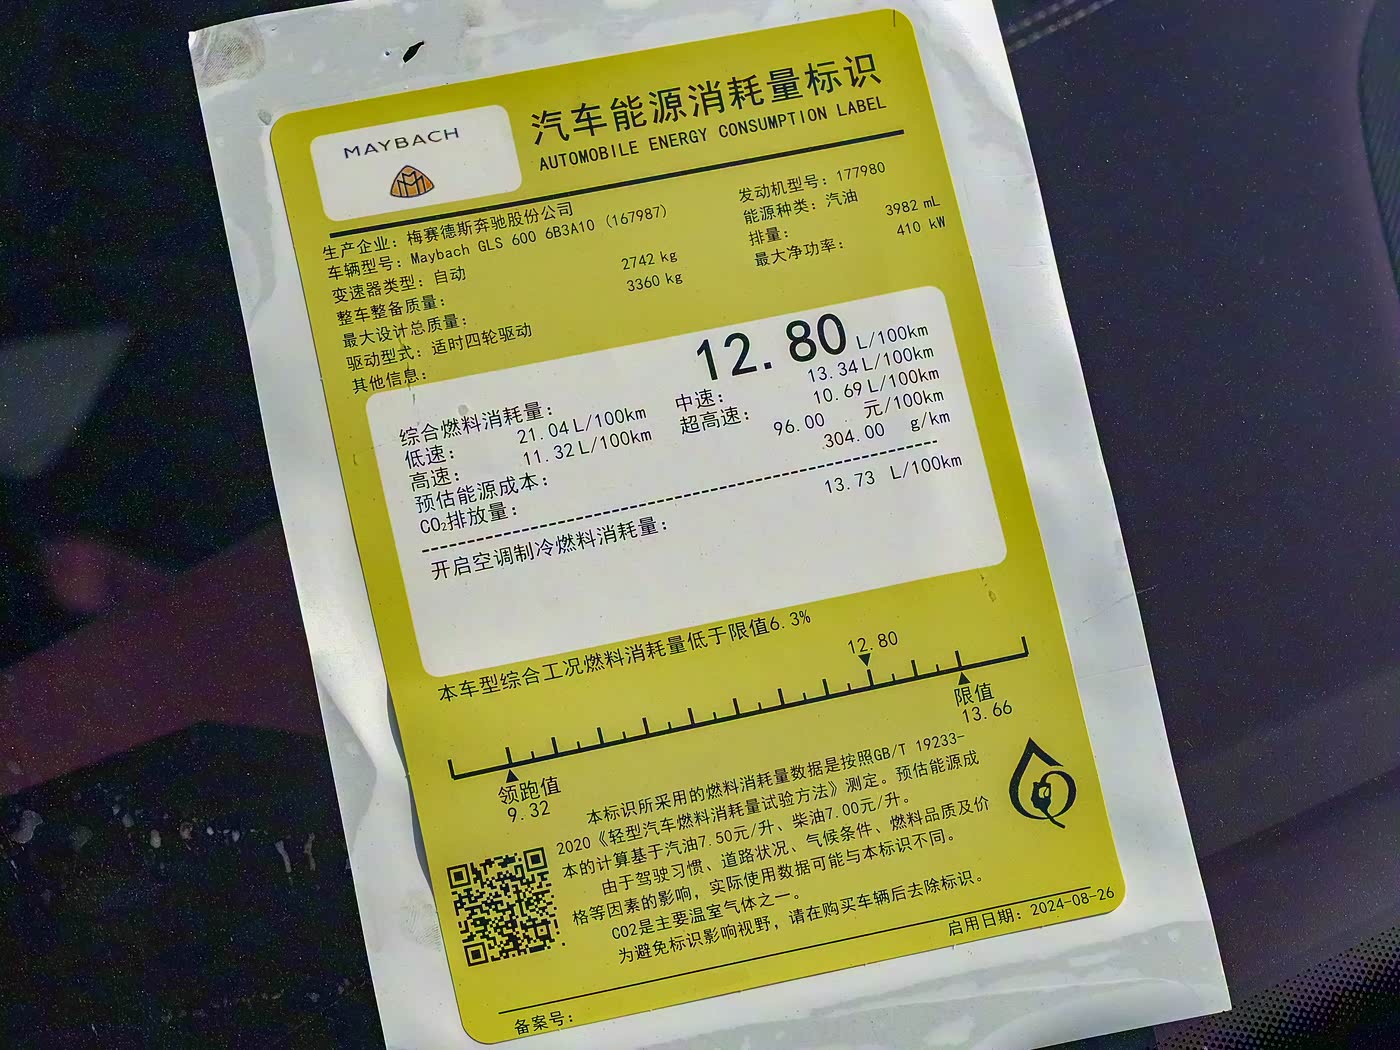 MAYBACH
汽车能源消耗量标识
AUTOMOBILE ENERGY CONSUMPTION LABEL
生产企业：梅赛德斯奔驰股份公司
车辆型号：Maybach GLS 600 6B3A10 (167987)
变速器类型：自动
整车整备质量： 2742 kg
最大设计总质量： 3360 kg
驱动型式：适时四轮驱动
其他信息：
发动机型号：177980
能源种类：汽油
排量： 3982 mL
最大净功率： 410 kW
综合燃料消耗量： 12.80 L/100km
低速： 21.04 L/100km 中速： 13.34 L/100km
高速： 11.32 L/100km 超高速： 10.69 L/100km
预估能源成本： 96.00 元/100km
CO₂排放量： 304.00 g/km
开启空调制冷燃料消耗量： 13.73 L/100km
本车型综合工况燃料消耗量低于限值6.3%
12.80
领跑值
9.32
限值
13.66
本标识所采用的燃料消耗量数据是按照GB/T 19233-
2020《轻型汽车燃料消耗量试验方法》测定。预估能源成
本的计算基于汽油7.50元/升、柴油7.00元/升。
由于驾驶习惯、道路状况、气候条件、燃料品质及价
格等因素的影响，实际使用数据可能与本标识不同。
CO2是主要温室气体之一。
为避免标识影响视野，请在购买车辆后去除标识。
启用日期：2024-08-26
备案号：